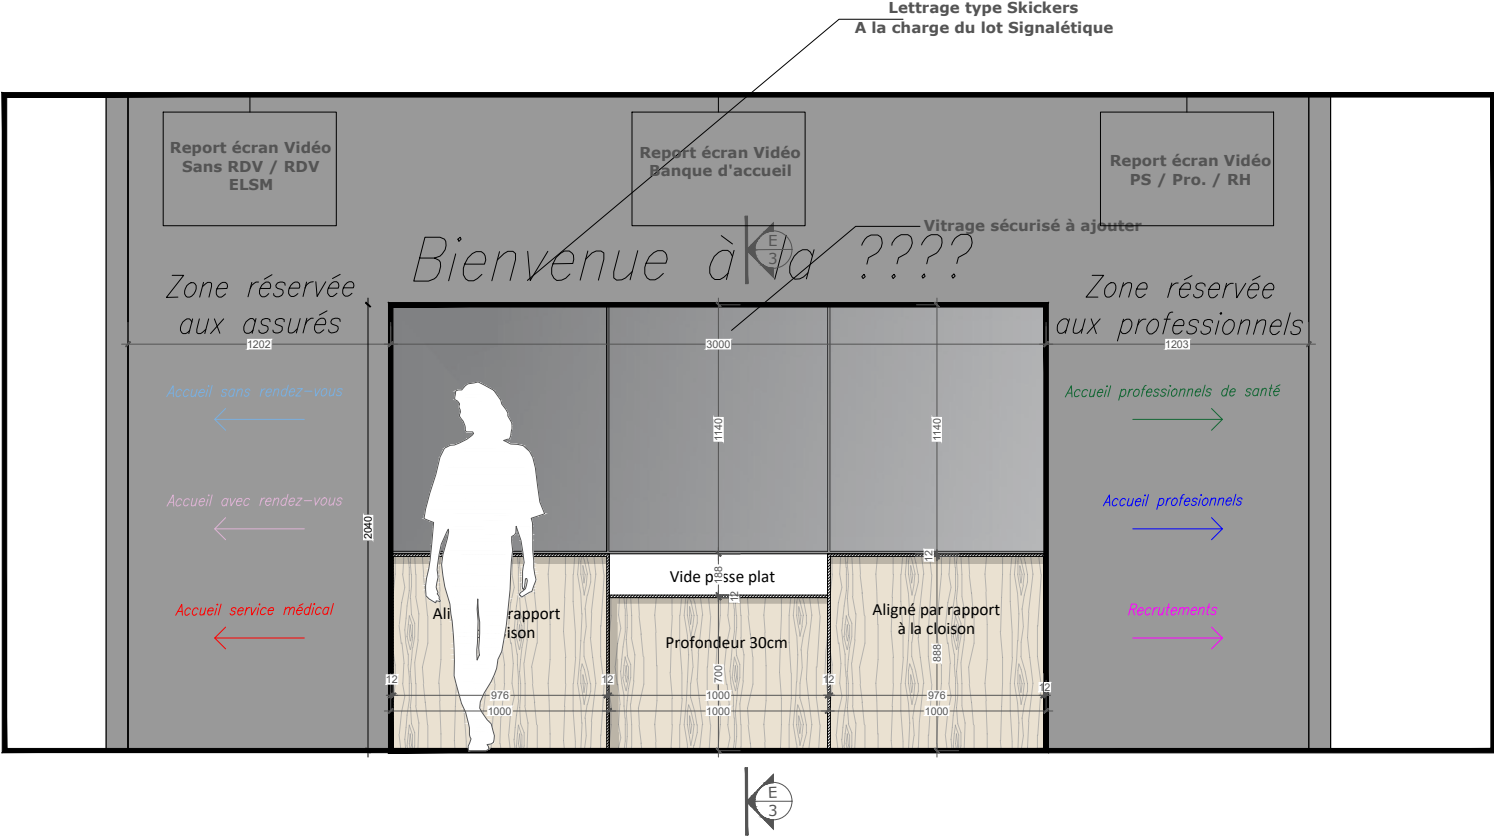 Lettrage type Skickers
A la charge du lot Signalétique
Report écran Vidéo
Sans RDV / RDV
ELSM
Report écran Vidéo
Banque d'accueil
Report écran Vidéo
PS / Pro. / RH
Vitrage sécurisé à ajouter
E
3
Bienvenue à la ????
Zone réservée
aux assurés
Zone réservée
aux professionnels
1202
3000
1203
Accueil sans rendez-vous
Accueil professionnels de santé
1140
1140
Accueil avec rendez-vous
Accueil profesionnels
2040
12
Vide passe plat
188
12
Accueil service médical
Ali rapport
ison
Aligné par rapport
à la cloison
Recrutements
Profondeur 30cm
888
700
12
12
12
12
976
976
1000
1000
1000
1000
E
3